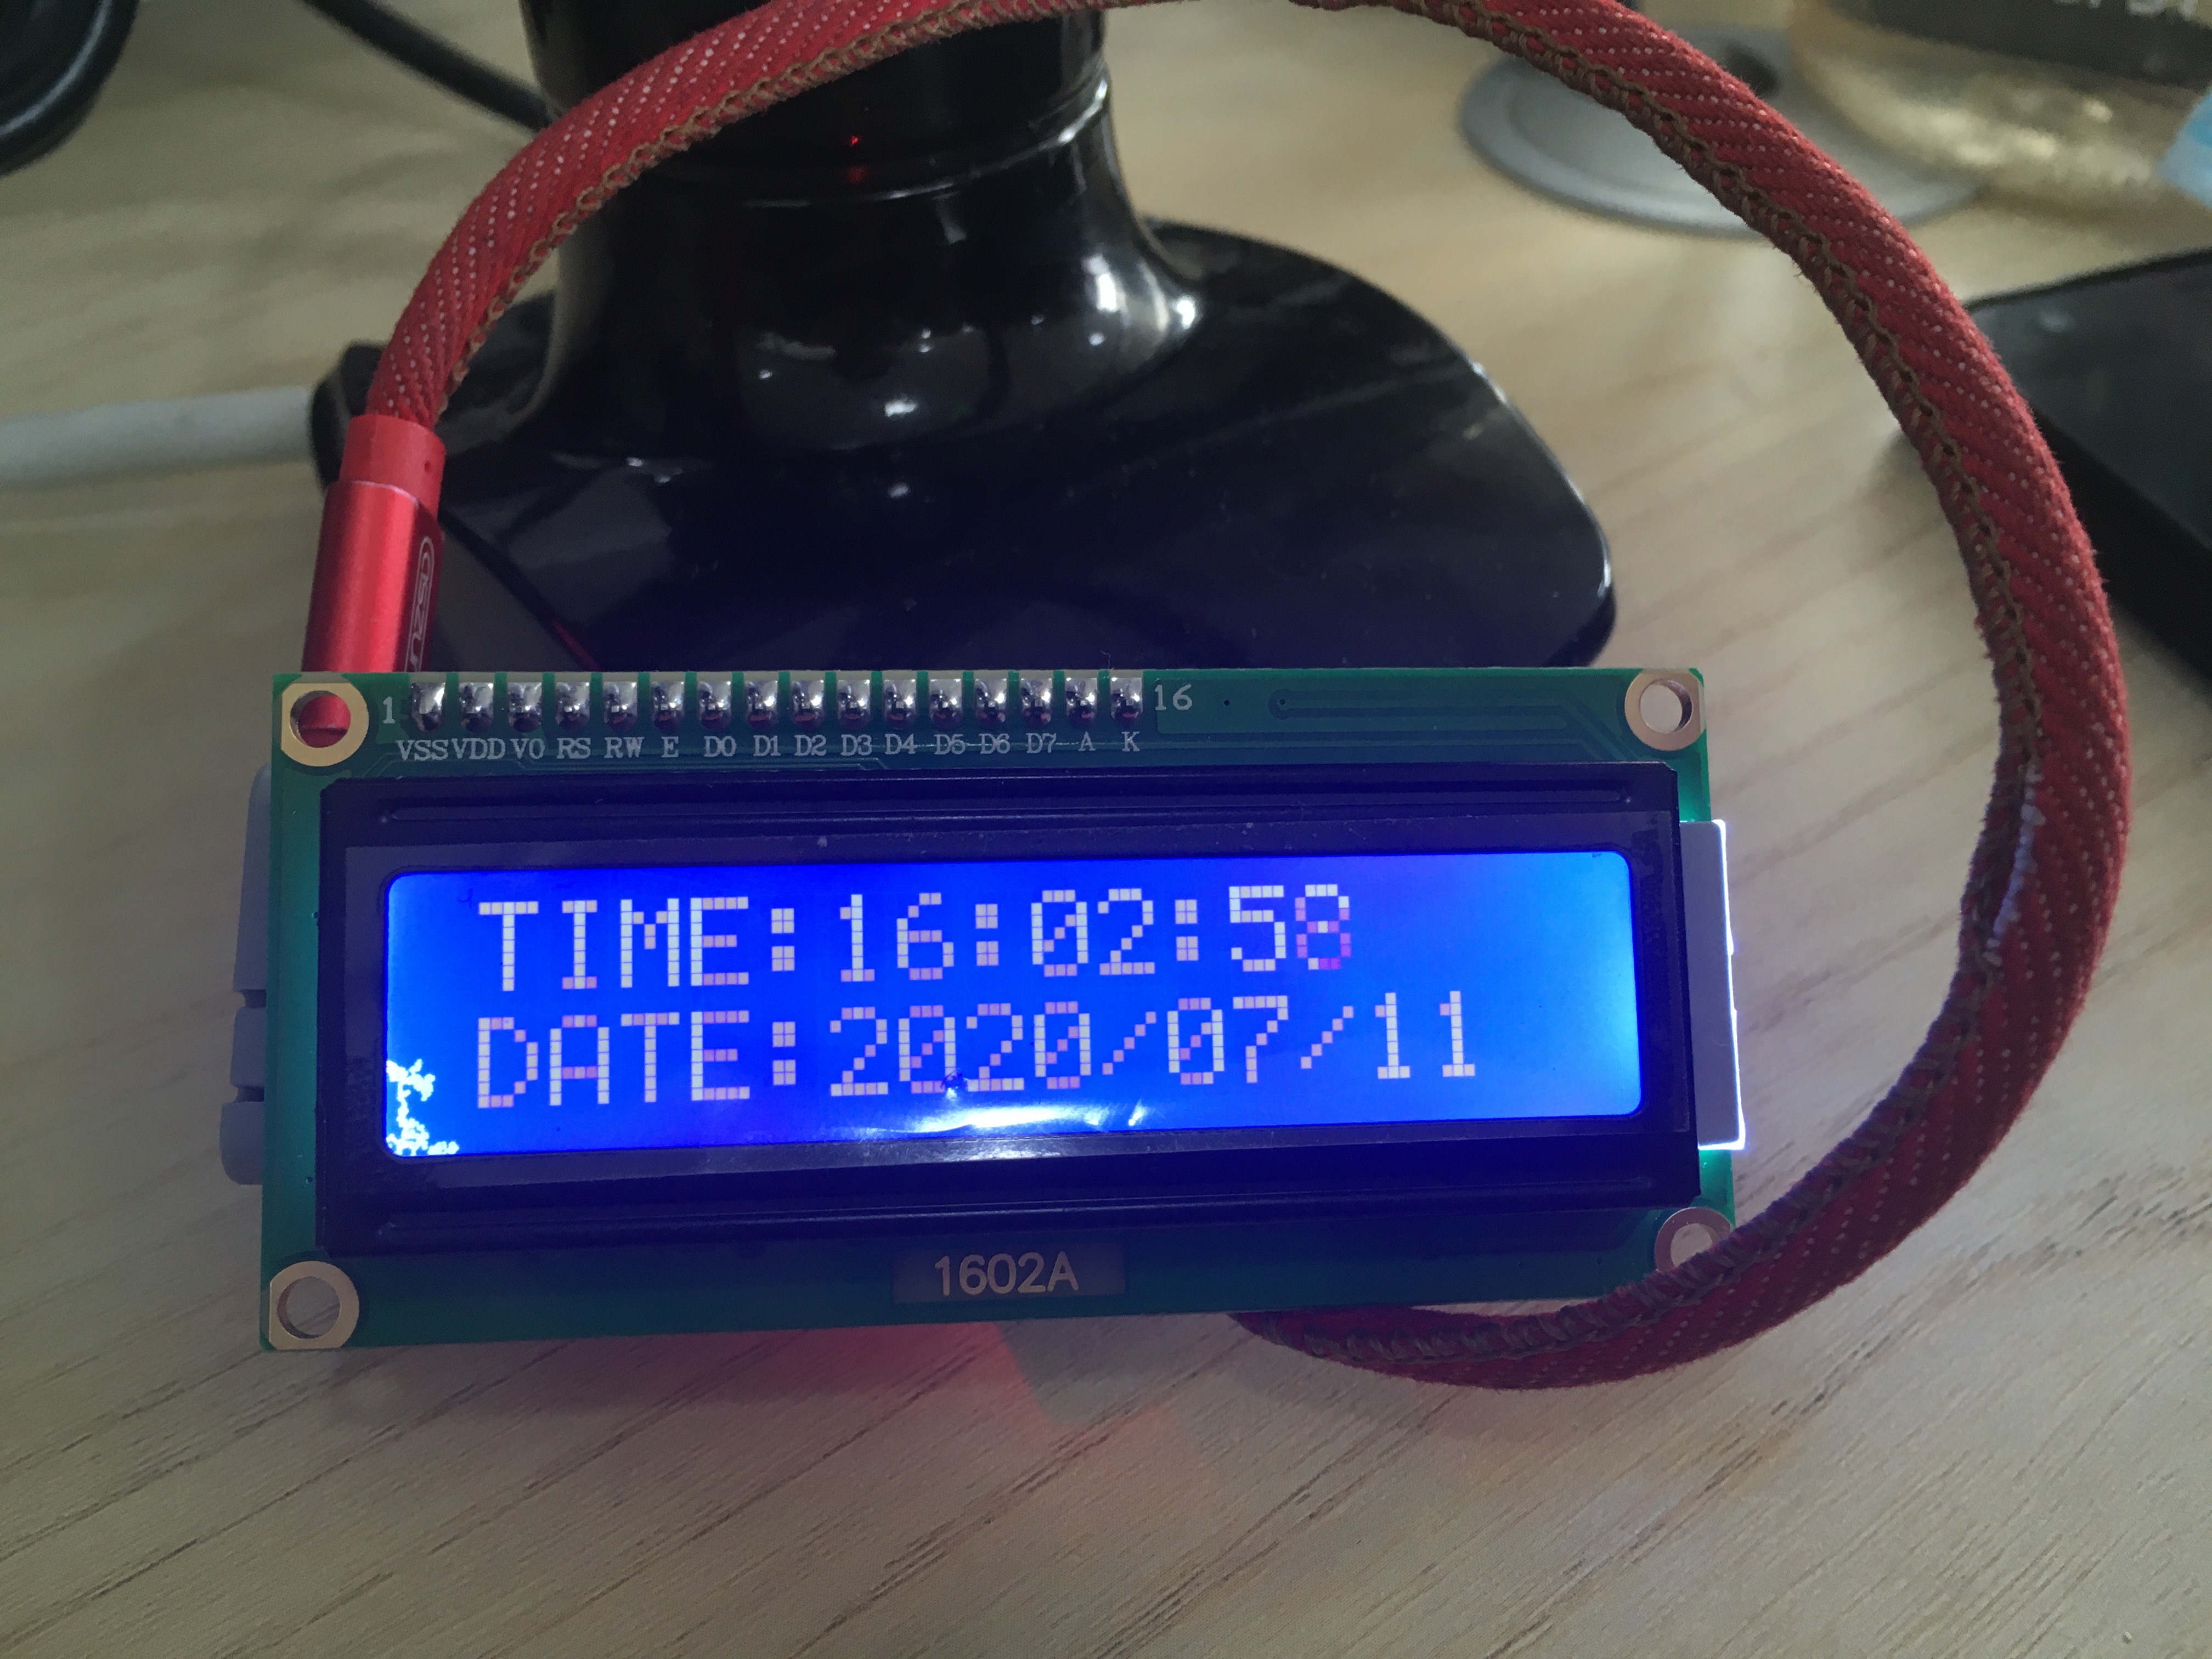 1 16
VSS VDD V0 RS RW E D0 D1 D2 D3 D4 D5 D6 D7 A K
TIME:16:02:58
DATE:2020/07/11
1602A